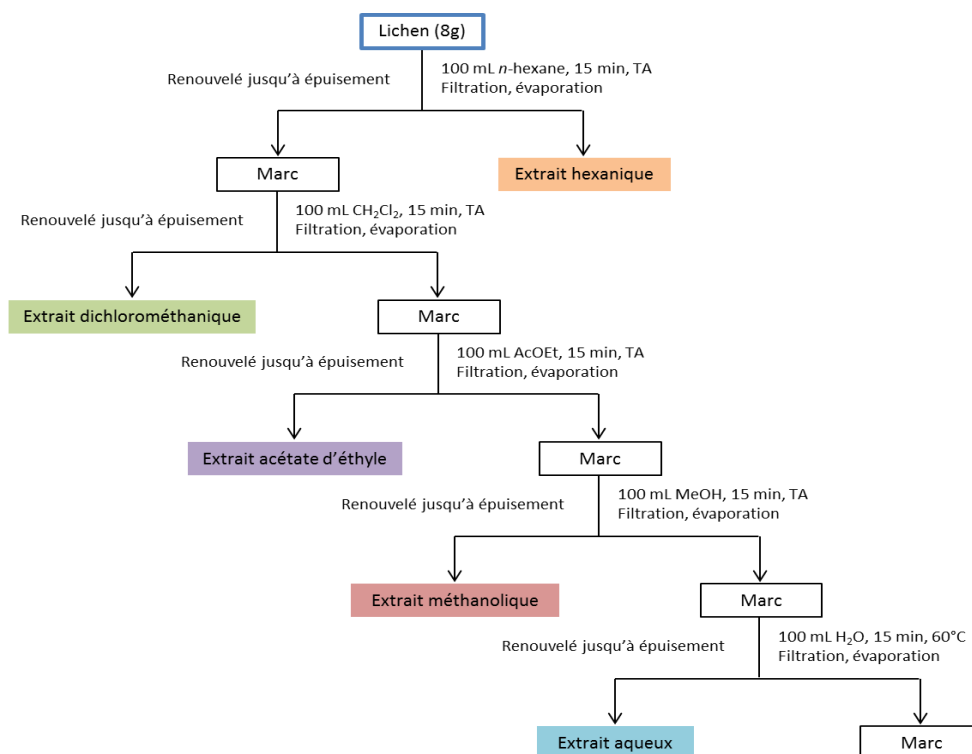 Lichen (8g)
Renouvelé jusqu'à épuisement
100 mL n-hexane, 15 min, TA
Filtration, évaporation
Marc
Extrait hexanique
Renouvelé jusqu'à épuisement
100 mL CH₂Cl₂, 15 min, TA
Filtration, évaporation
Extrait dichlorométhanique
Marc
Renouvelé jusqu'à épuisement
100 mL AcOEt, 15 min, TA
Filtration, évaporation
Extrait acétate d'éthyle
Marc
Renouvelé jusqu'à épuisement
100 mL MeOH, 15 min, TA
Filtration, évaporation
Extrait méthanolique
Marc
Renouvelé jusqu'à épuisement
100 mL H₂O, 15 min, 60°C
Filtration, évaporation
Extrait aqueux
Marc